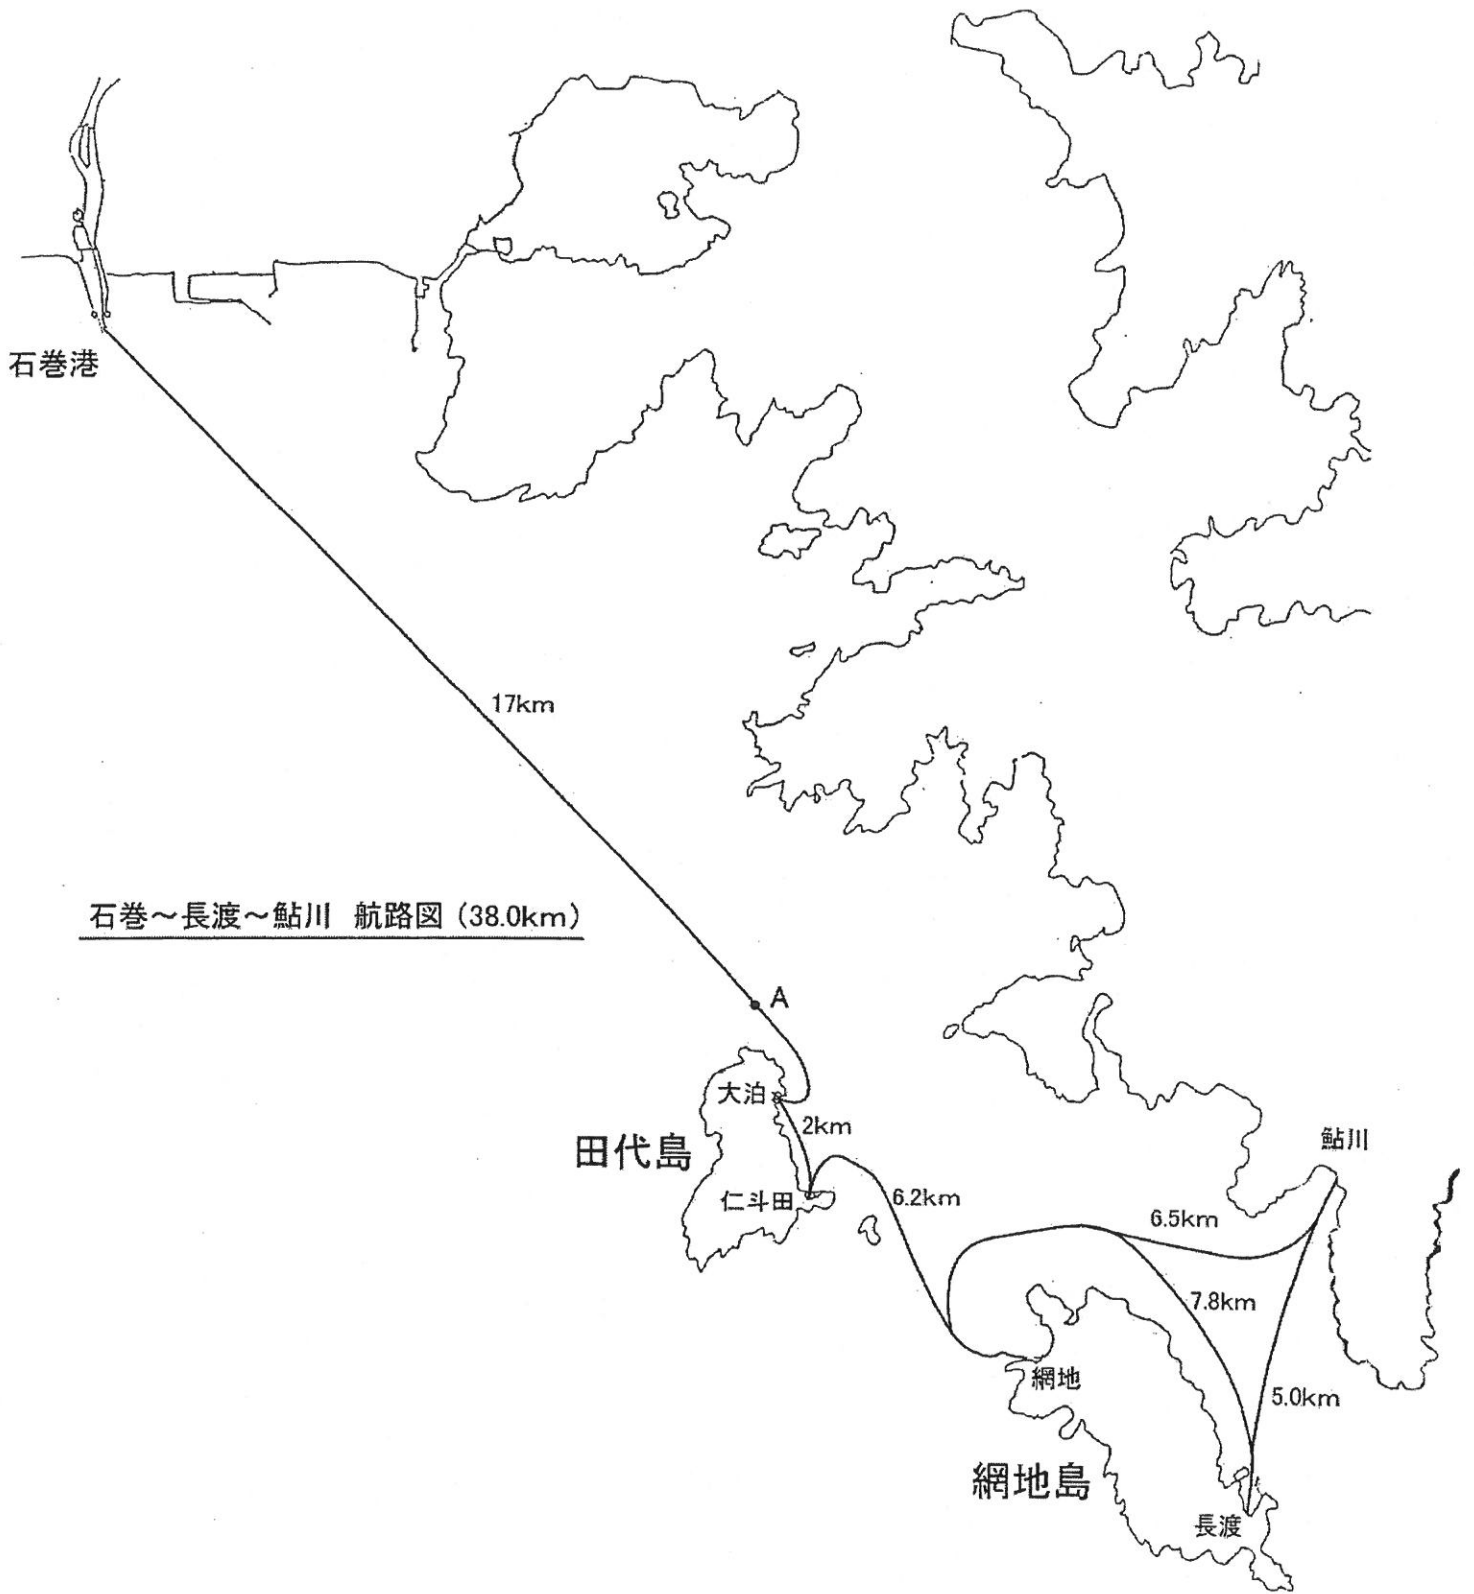 石巻港
17km
石巻~長渡~鮎川 航路図 (38.0km)
A
大泊
2km
田代島
仁斗田
6.2km
鮎川
6.5km
7.8km
網地
5.0km
網地島
長渡